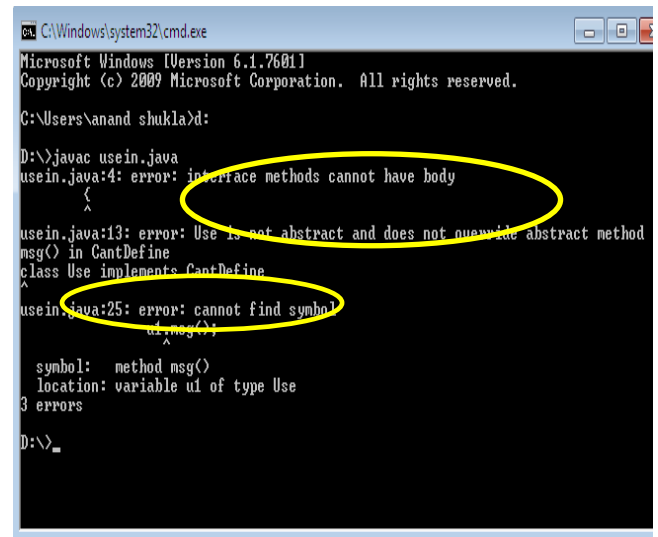 C:\Windows\system32\cmd.exe
Microsoft Windows [Version 6.1.7601]
Copyright (c) 2009 Microsoft Corporation.  All rights reserved.
C:\Users\anand shukla>d:
D:\>javac usein.java
usein.java:4: error: interface methods cannot have body
{
^
usein.java:13: error: Use is not abstract and does not override abstract method
msg() in CantDefine
class Use implements CantDefine
^
usein.java:25: error: cannot find symbol
u1.msg();
^
symbol:   method msg()
location: variable u1 of type Use
3 errors
D:\>_